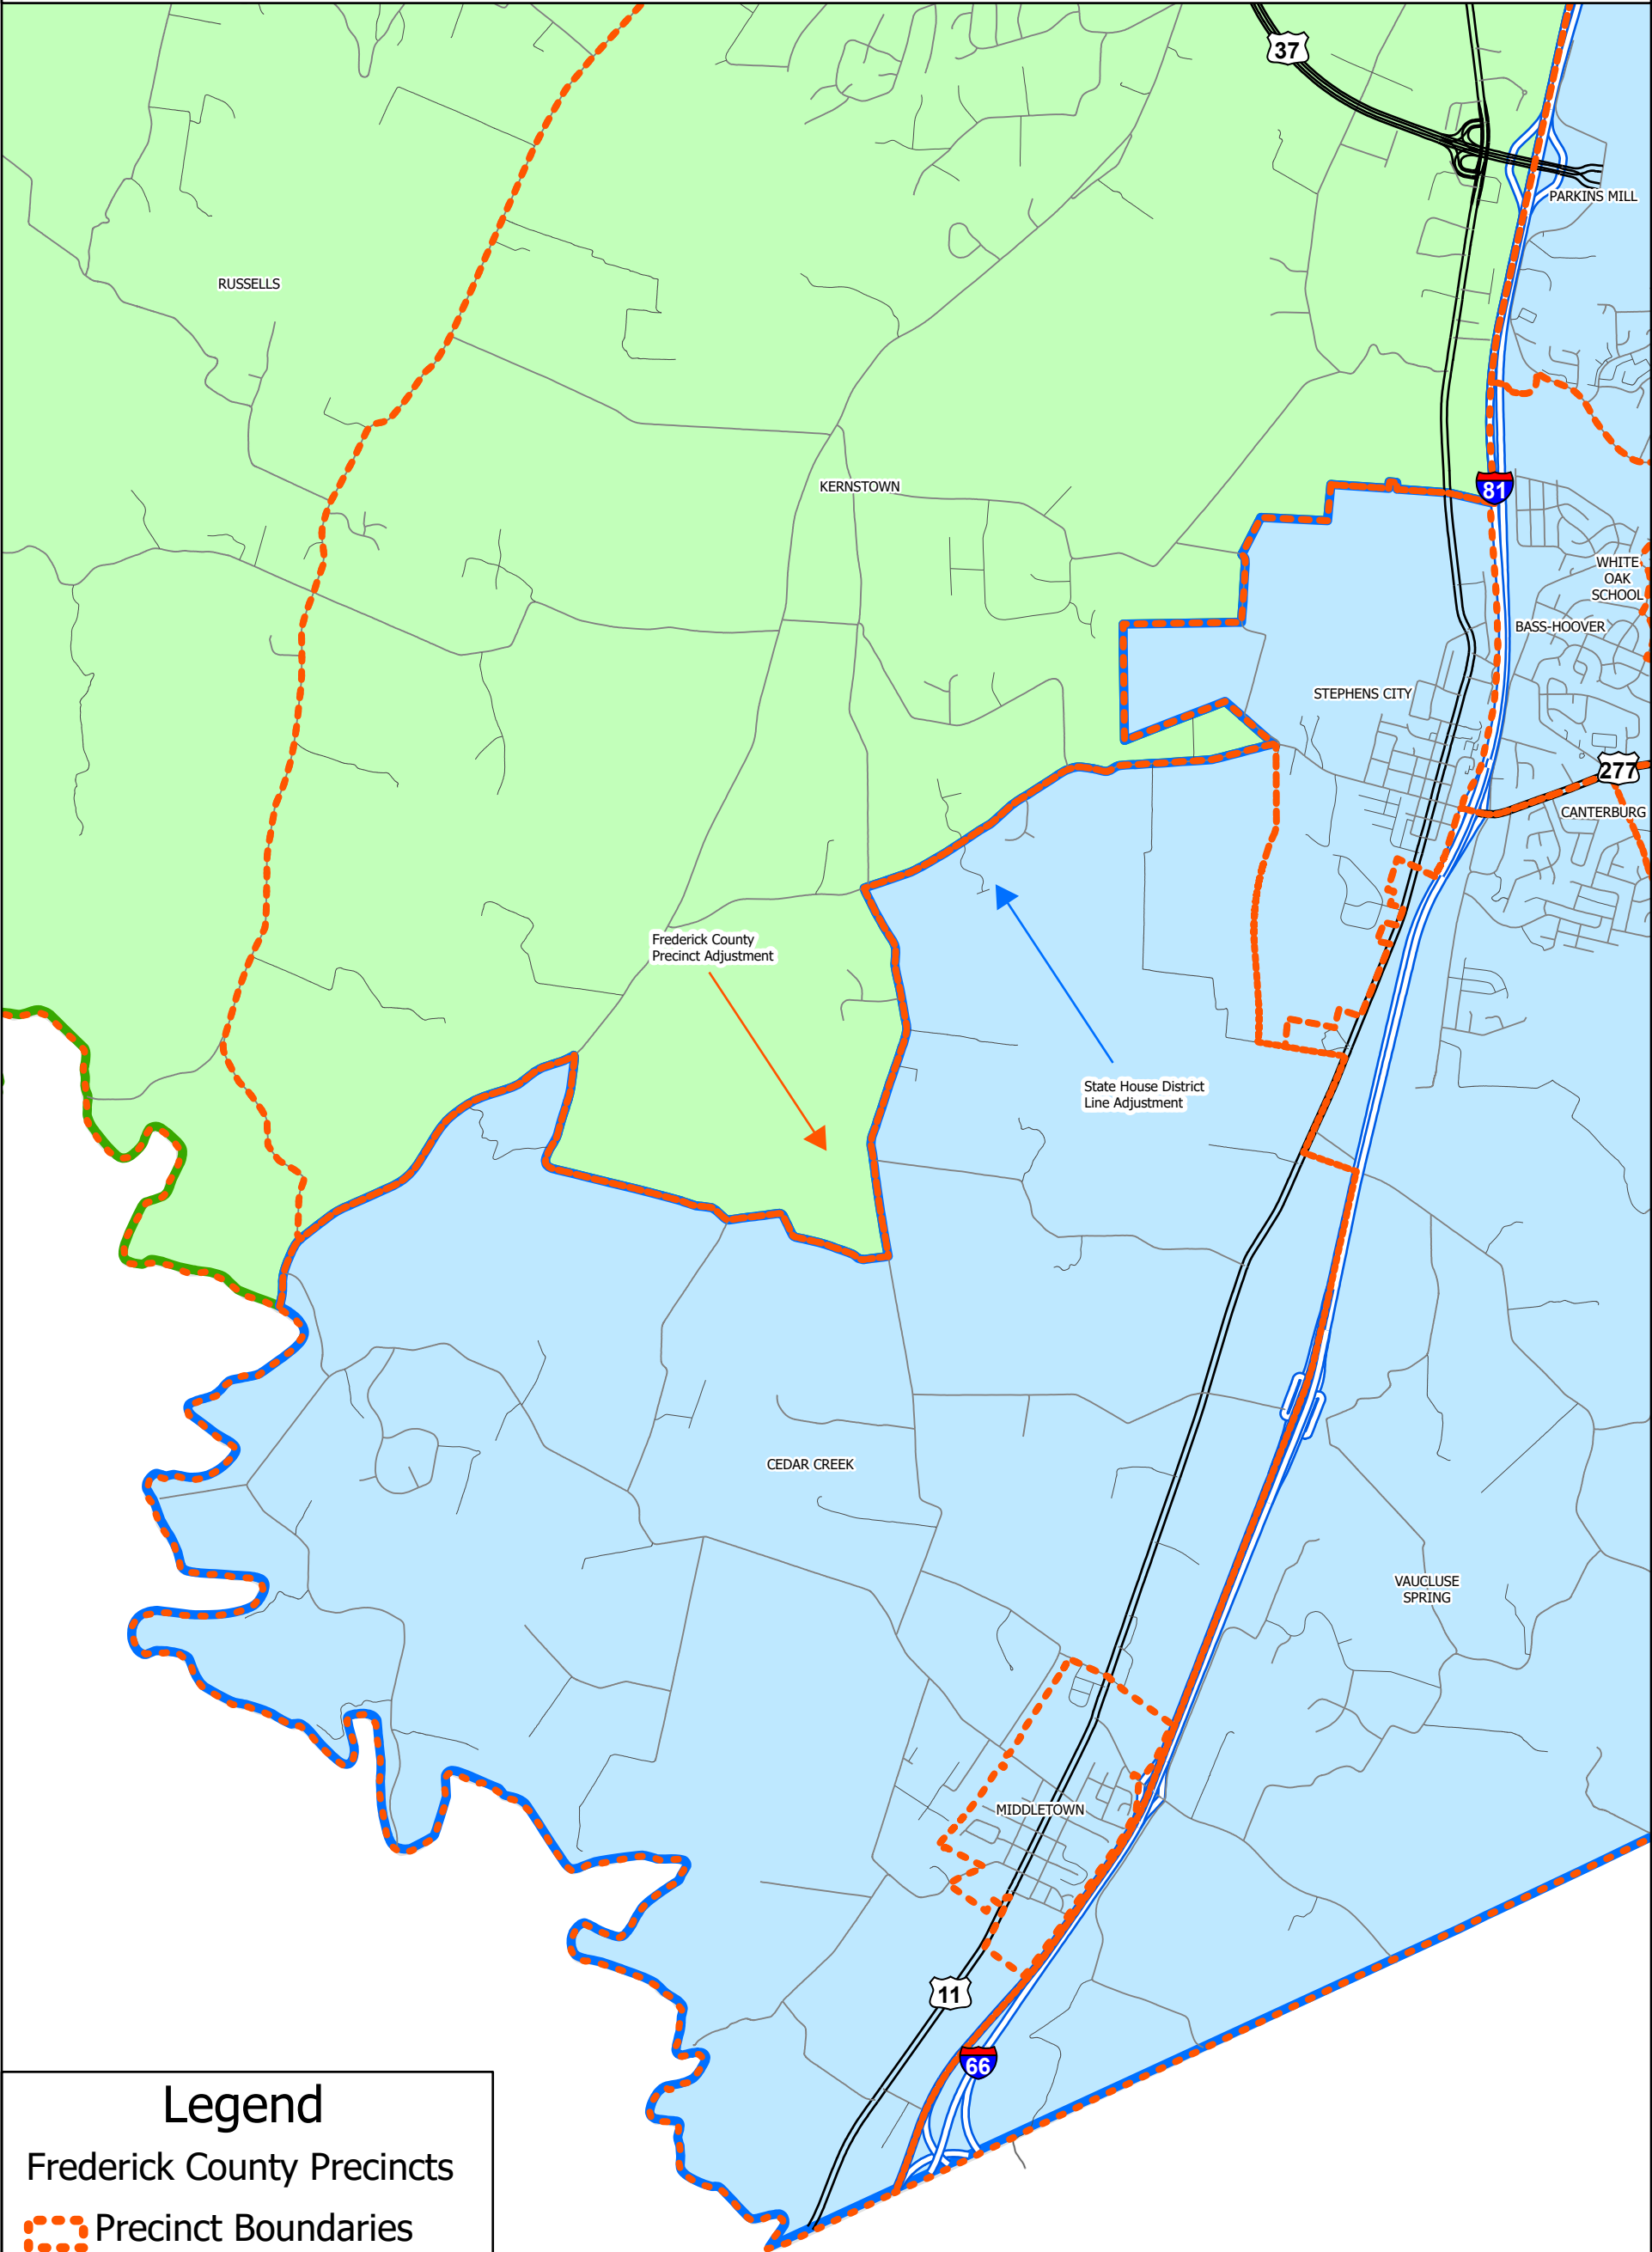 37
PARKINS MILL
RUSSELLS
KERNSTOWN
81
WHITE
OAK
SCHOOL
BASS-HOOVER
STEPHENS CITY
277
CANTERBURG
Frederick County
Precinct Adjustment
State House District
Line Adjustment
CEDAR CREEK
VAUCLUSE
SPRING
MIDDLETOWN
11
66
Legend
Frederick County Precincts
Precinct Boundaries